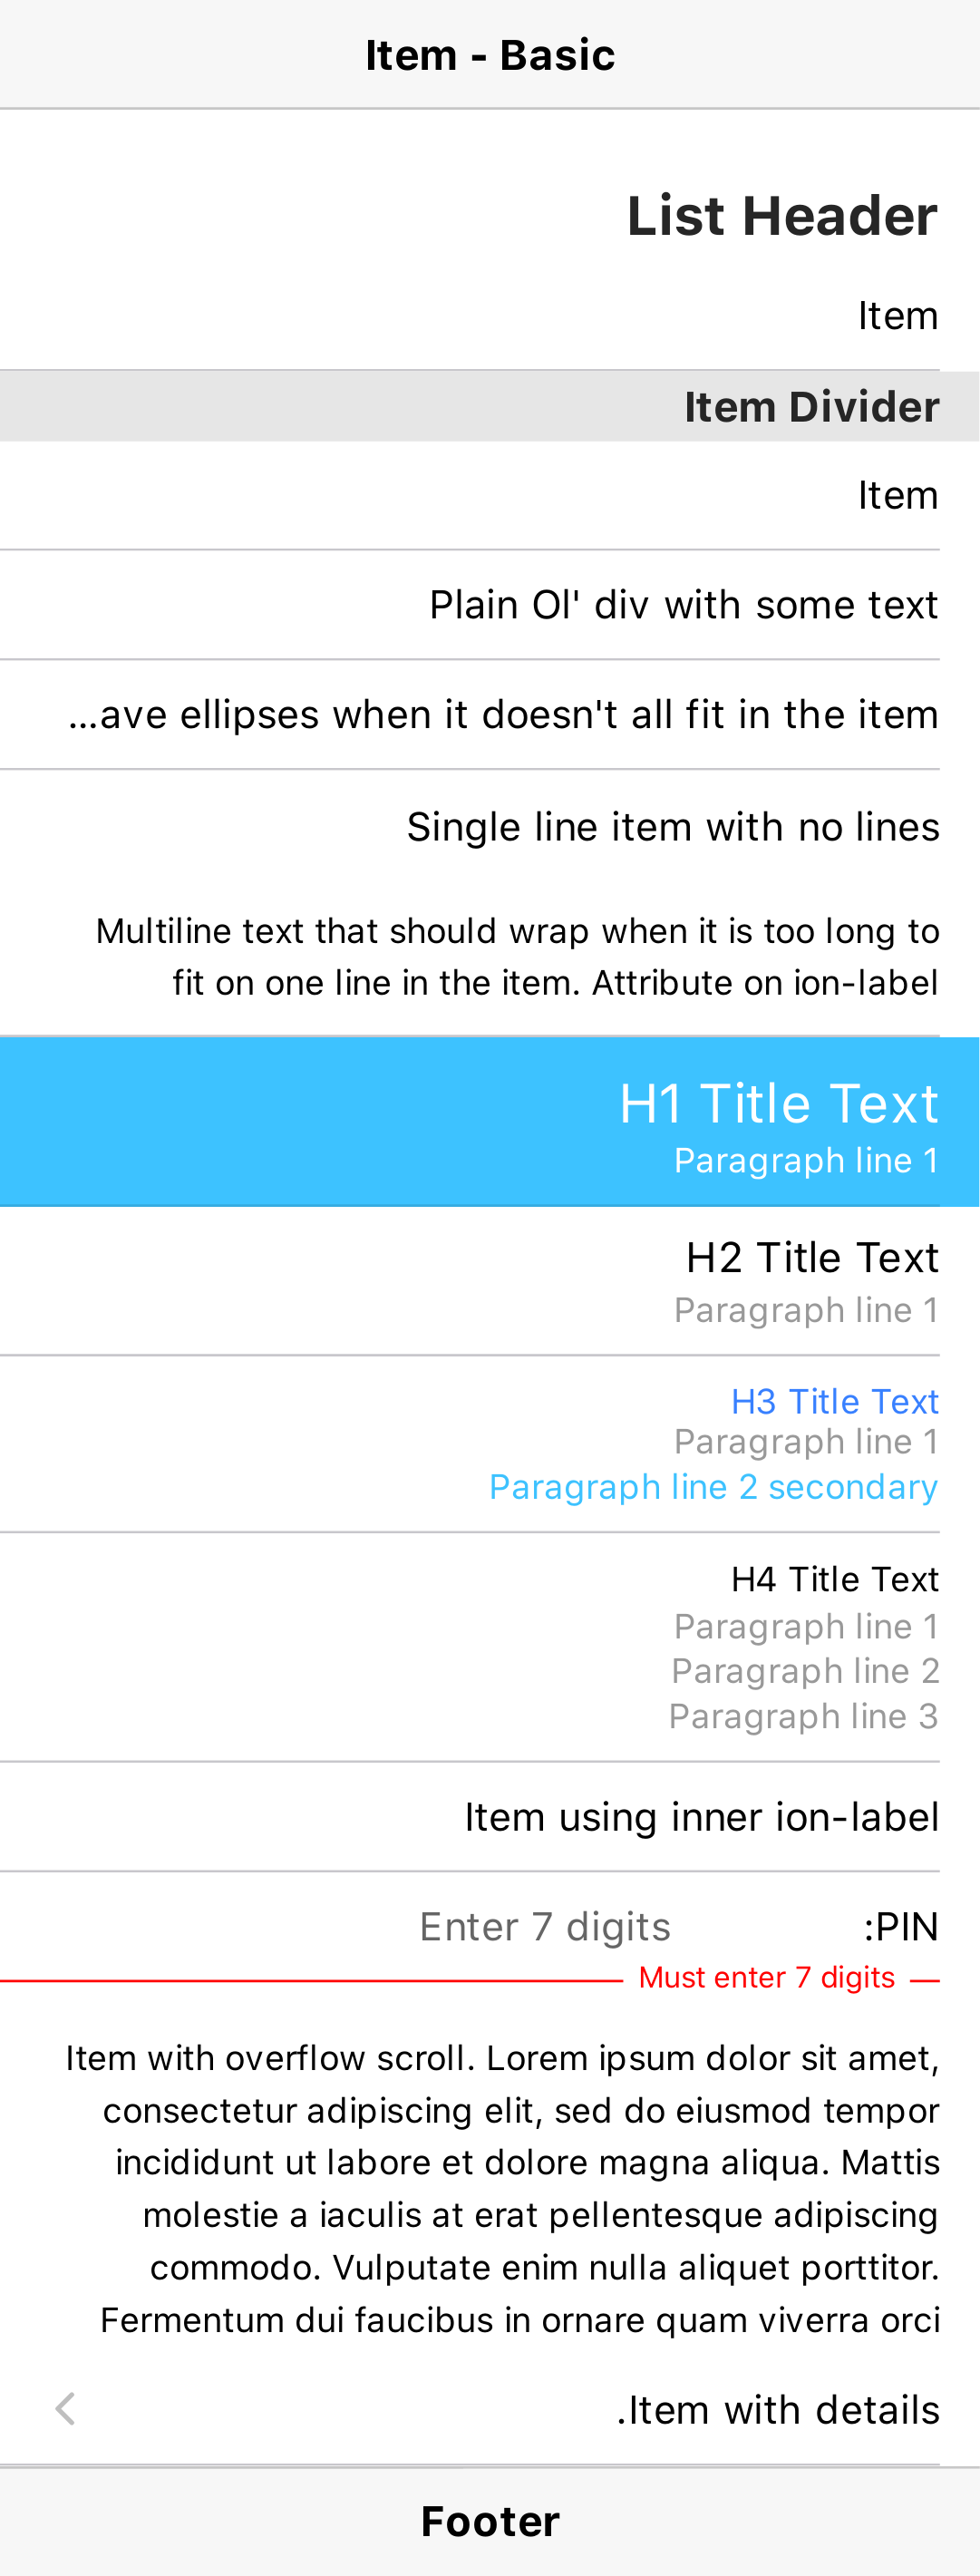 Item - Basic
List Header
Item
Item Divider
Item
Plain Ol' div with some text
...ave ellipses when it doesn't all fit in the item
Single line item with no lines
Multiline text that should wrap when it is too long to
fit on one line in the item. Attribute on ion-label
H1 Title Text
Paragraph line 1
H2 Title Text
Paragraph line 1
H3 Title Text
Paragraph line 1
Paragraph line 2 secondary
H4 Title Text
Paragraph line 1
Paragraph line 2
Paragraph line 3
Item using inner ion-label
:PIN Enter 7 digits
Must enter 7 digits
Item with overflow scroll. Lorem ipsum dolor sit amet,
consectetur adipiscing elit, sed do eiusmod tempor
incididunt ut labore et dolore magna aliqua. Mattis
molestie a iaculis at erat pellentesque adipiscing
commodo. Vulputate enim nulla aliquet porttitor.
Fermentum dui faucibus in ornare quam viverra orci
.Item with details
Footer